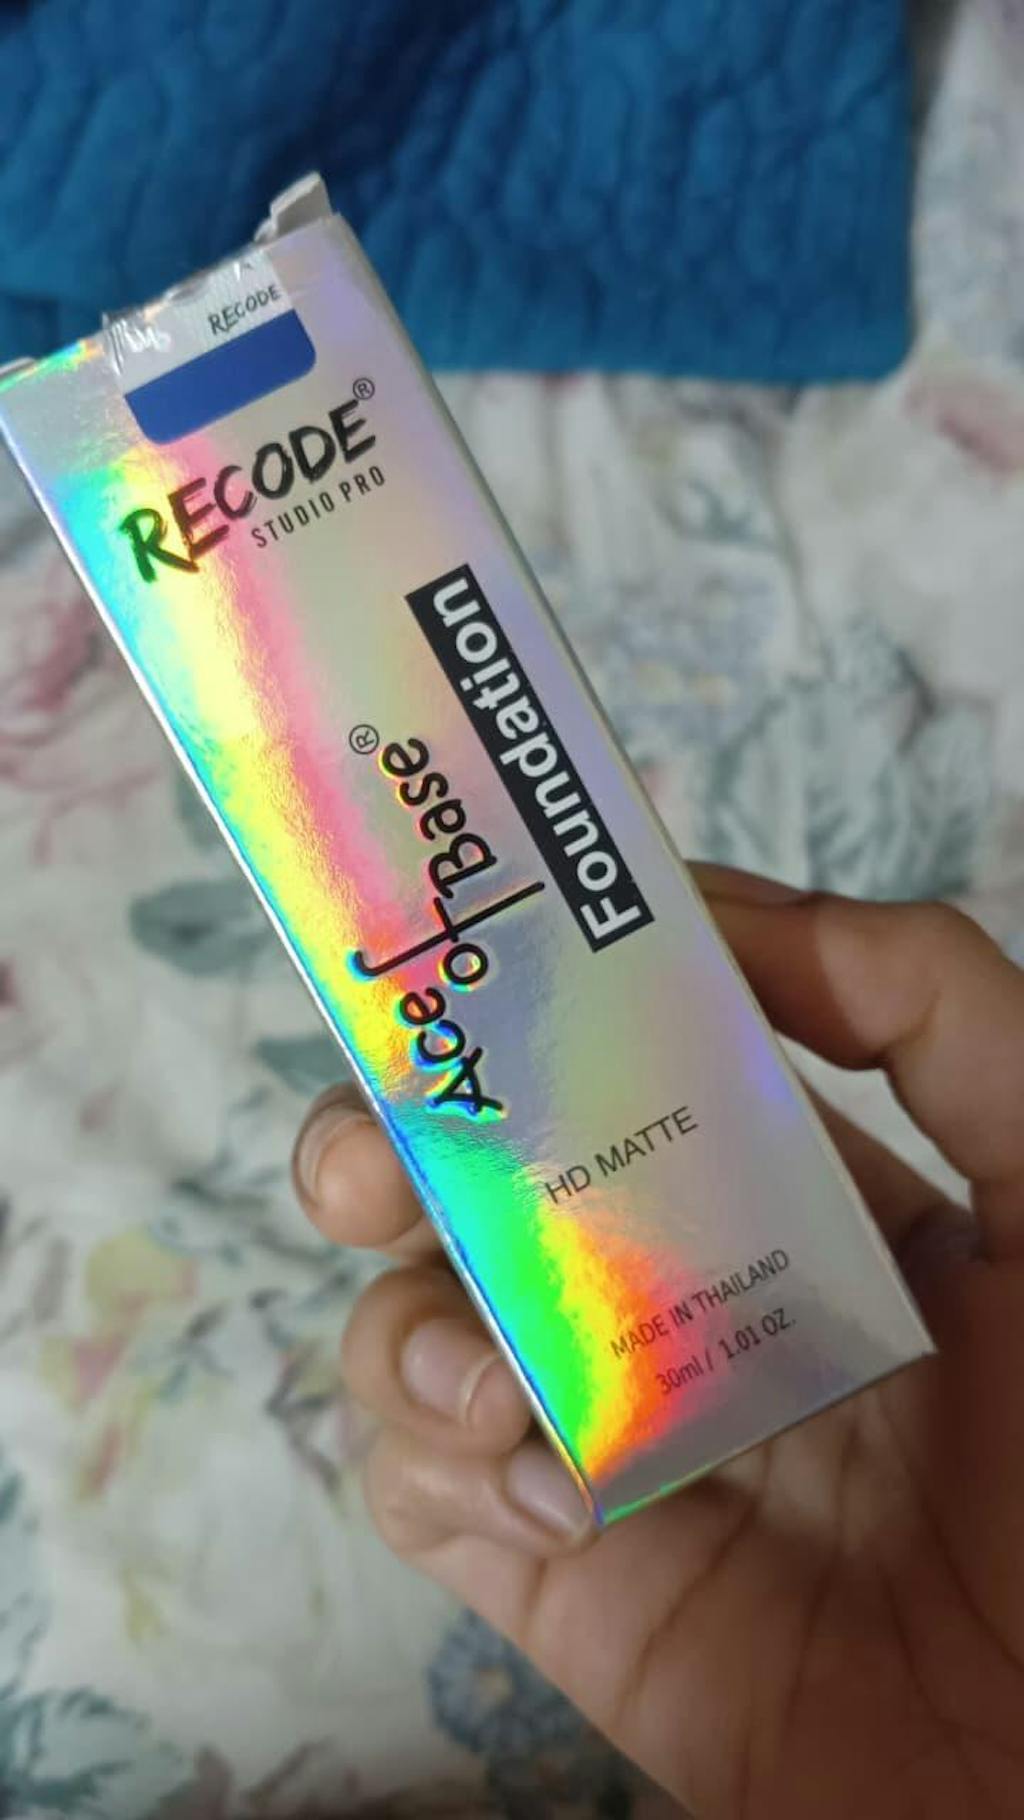 RECODE
RECODE®
STUDIO PRO
Ace of Base®
Foundation
HD MATTE
MADE IN THAILAND
30ml / 1.01 OZ.